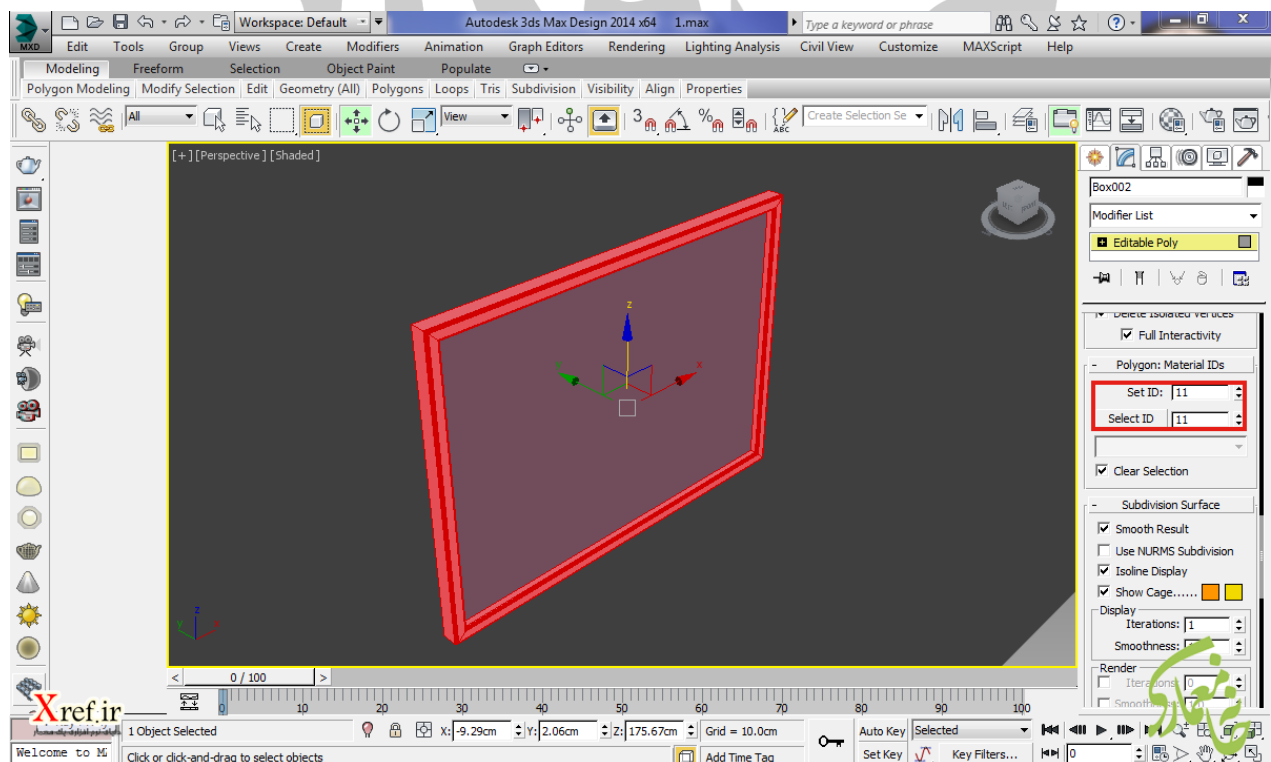 Workspace: Default
Autodesk 3ds Max Design 2014 x64 1.max
Type a keyword or phrase
MXD Edit Tools Group Views Create Modifiers Animation Graph Editors Rendering Lighting Analysis Civil View Customize MAXScript Help
Modeling Freeform Selection Object Paint Populate
Polygon Modeling Modify Selection Edit Geometry (All) Polygons Loops Tris Subdivision Visibility Align Properties
All View 3 % ABC Create Selection Se
[+][Perspective][Shaded]
Box002
Modifier List
Editable Poly
Delete Isolated Vertices
Full Interactivity
- Polygon: Material IDs
Set ID: 11
Select ID 11
Clear Selection
- Subdivision Surface
Smooth Result
Use NURMS Subdivision
Isoline Display
Show Cage......
Display
Iterations: 1
Smoothness:
Render
Iterations: 0
z
x
z
y
x
< 0 / 100 >
0 10 20 30 40 50 60 70 80 90 100
Xref.ir
1 Object Selected X: -9.29cm Y: 2.06cm Z: 175.67cm Grid = 10.0cm Auto Key Selected
Welcome to M Click or click-and-drag to select objects Add Time Tag Set Key Key Filters... 0